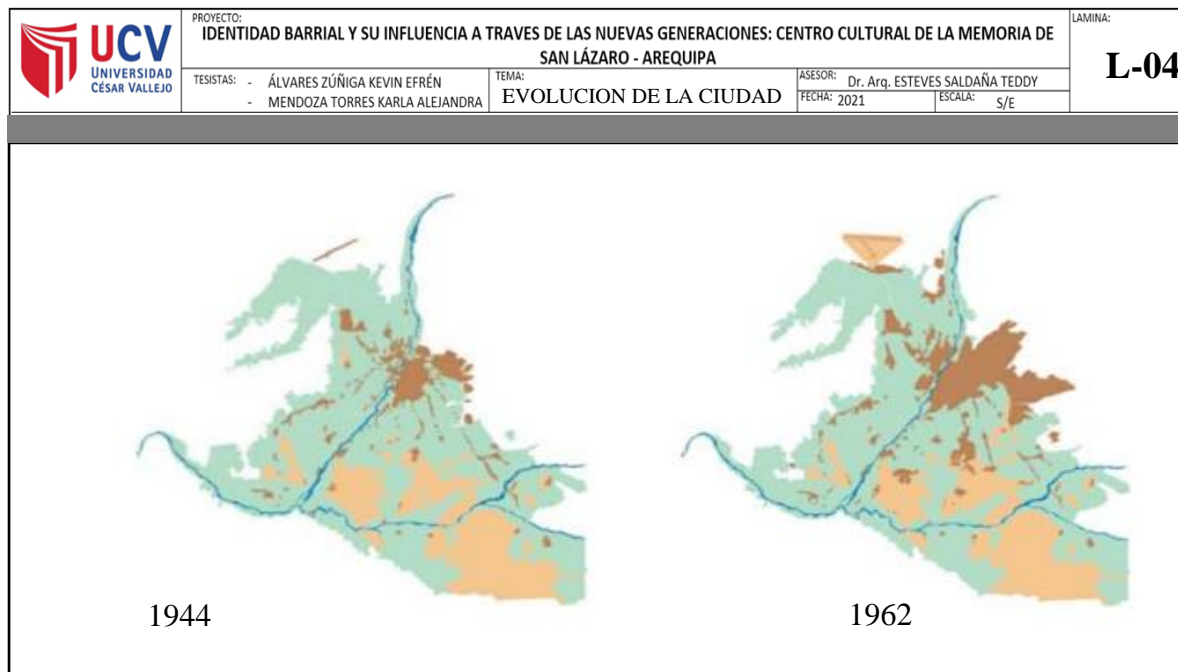 UCV
UNIVERSIDAD
CÉSAR VALLEJO
PROYECTO:
IDENTIDAD BARRIAL Y SU INFLUENCIA A TRAVES DE LAS NUEVAS GENERACIONES: CENTRO CULTURAL DE LA MEMORIA DE
SAN LÁZARO - AREQUIPA
TESISTAS: - ÁLVARES ZÚÑIGA KEVIN EFRÉN
- MENDOZA TORRES KARLA ALEJANDRA
TEMA:
EVOLUCION DE LA CIUDAD
ASESOR: Dr. Arq. ESTEVES SALDAÑA TEDDY
FECHA: 2021
ESCALA: S/E
LAMINA:
L-04
1944
1962